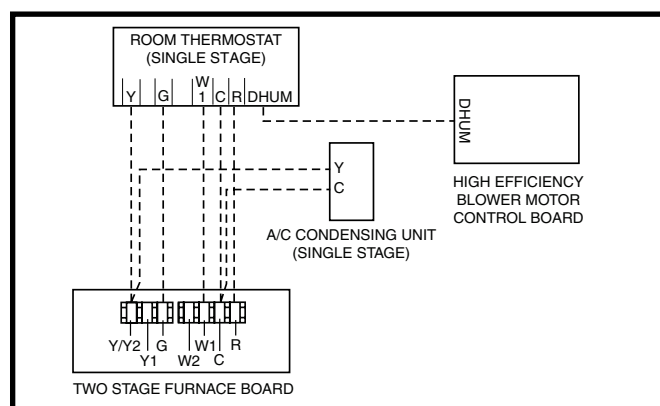 ROOM THERMOSTAT
(SINGLE STAGE)
Y G W1 C R DHUM
DHUM
HIGH EFFICIENCY
BLOWER MOTOR
CONTROL BOARD
Y
C
A/C CONDENSING UNIT
(SINGLE STAGE)
Y/Y2 G W1 R
Y1 W2 C
TWO STAGE FURNACE BOARD